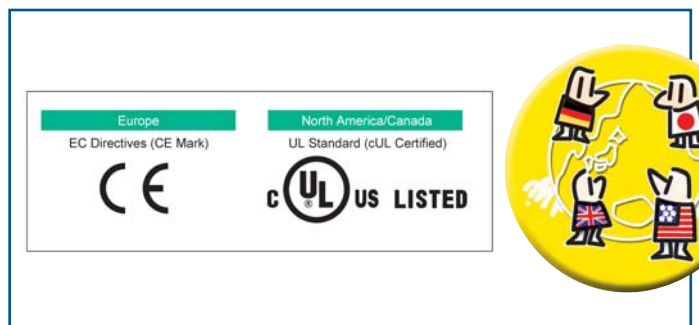 Europe
EC Directives (CE Mark)
CE
North America/Canada
UL Standard (cUL Certified)
C UL® US LISTED